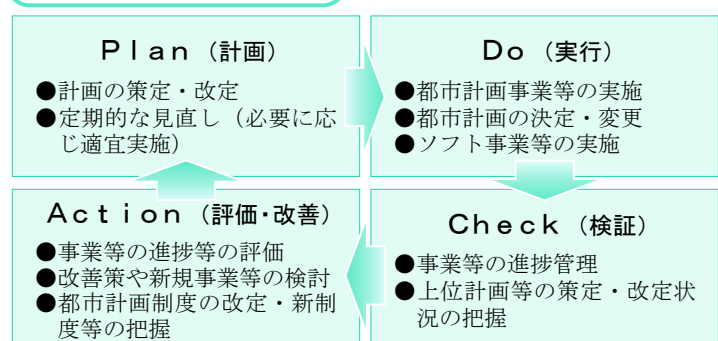 Plan（計画）
●計画の策定・改定
●定期的な見直し（必要に応
じ適宜実施）
Do（実行）
●都市計画事業等の実施
●都市計画の決定・変更
●ソフト事業等の実施
Action（評価・改善）
●事業等の進捗等の評価
●改善策や新規事業等の検討
●都市計画制度の改定・新制
度等の把握
Check（検証）
●事業等の進捗管理
●上位計画等の策定・改定状
況の把握